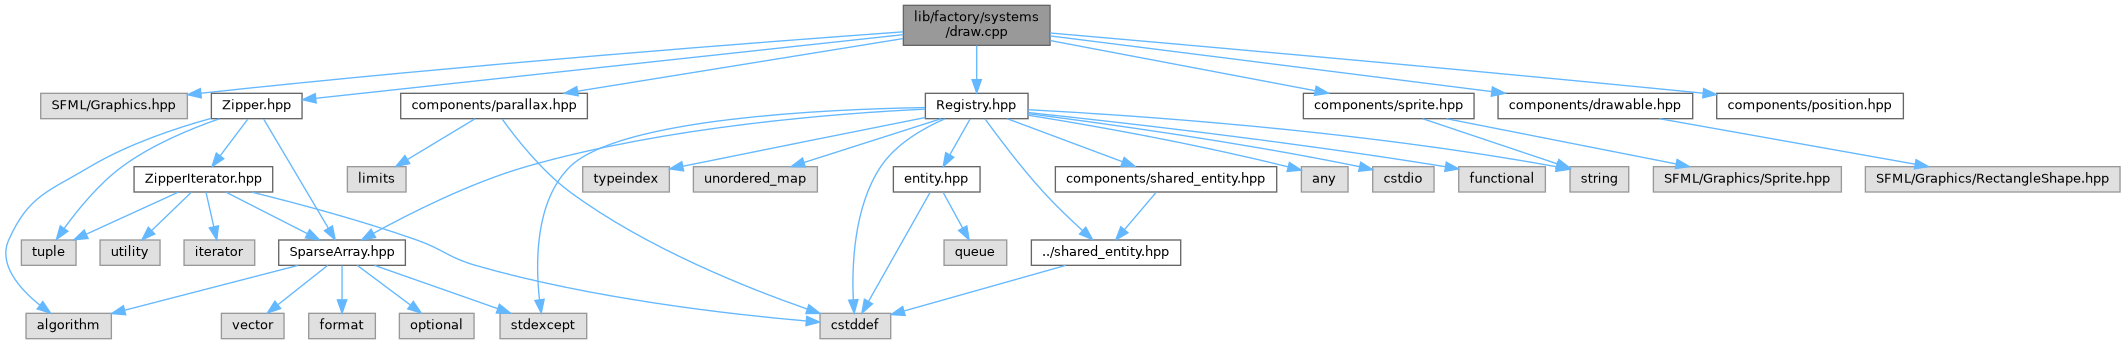 lib/factory/systems
/draw.cpp
SFML/Graphics.hpp
Zipper.hpp
components/parallax.hpp
Registry.hpp
components/sprite.hpp
components/drawable.hpp
components/position.hpp
ZipperIterator.hpp
limits
typeindex
unordered_map
entity.hpp
components/shared_entity.hpp
any
cstdio
functional
string
SFML/Graphics/Sprite.hpp
SFML/Graphics/RectangleShape.hpp
tuple
utility
iterator
SparseArray.hpp
queue
../shared_entity.hpp
algorithm
vector
format
optional
stdexcept
cstddef